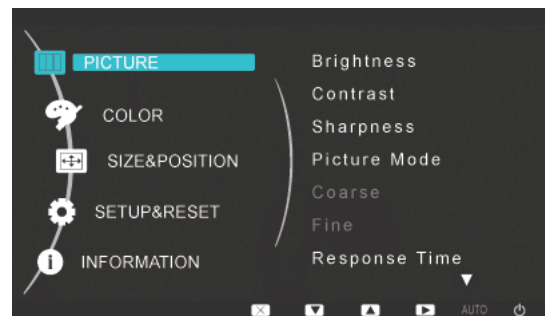 PICTURE
COLOR
SIZE&POSITION
SETUP&RESET
INFORMATION
Brightness
Contrast
Sharpness
Picture Mode
Coarse
Fine
Response Time
AUTO